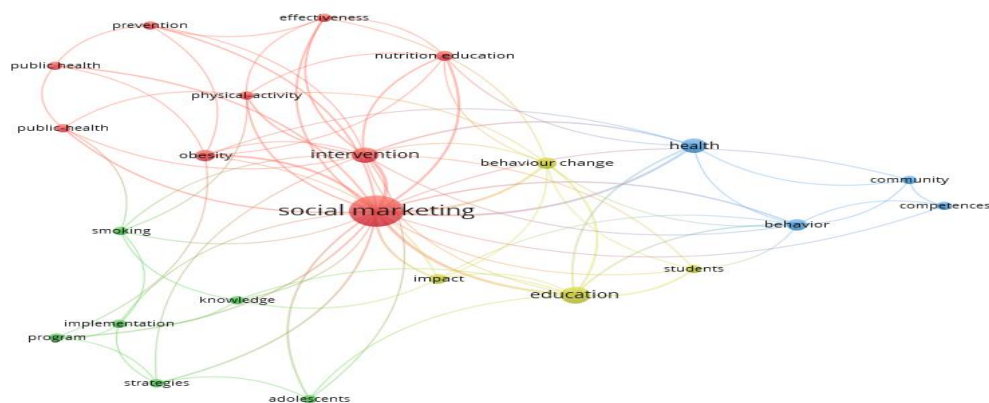 effectiveness
prevention
nutrition education
public health
physical-activity
public-health
obesity
intervention
behaviour change
health
community
competences
social marketing
behavior
smoking
students
impact
education
knowledge
implementation
program
strategies
adolescents